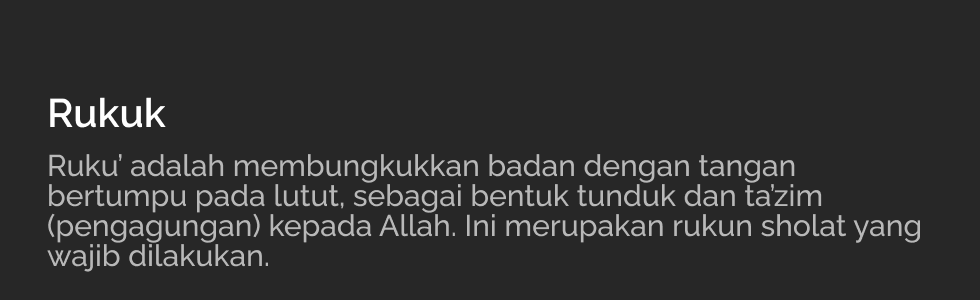 Rukuk
Ruku’ adalah membungkukkan badan dengan tangan
bertumpu pada lutut, sebagai bentuk tunduk dan ta’zim
(pengagungan) kepada Allah. Ini merupakan rukun sholat yang
wajib dilakukan.